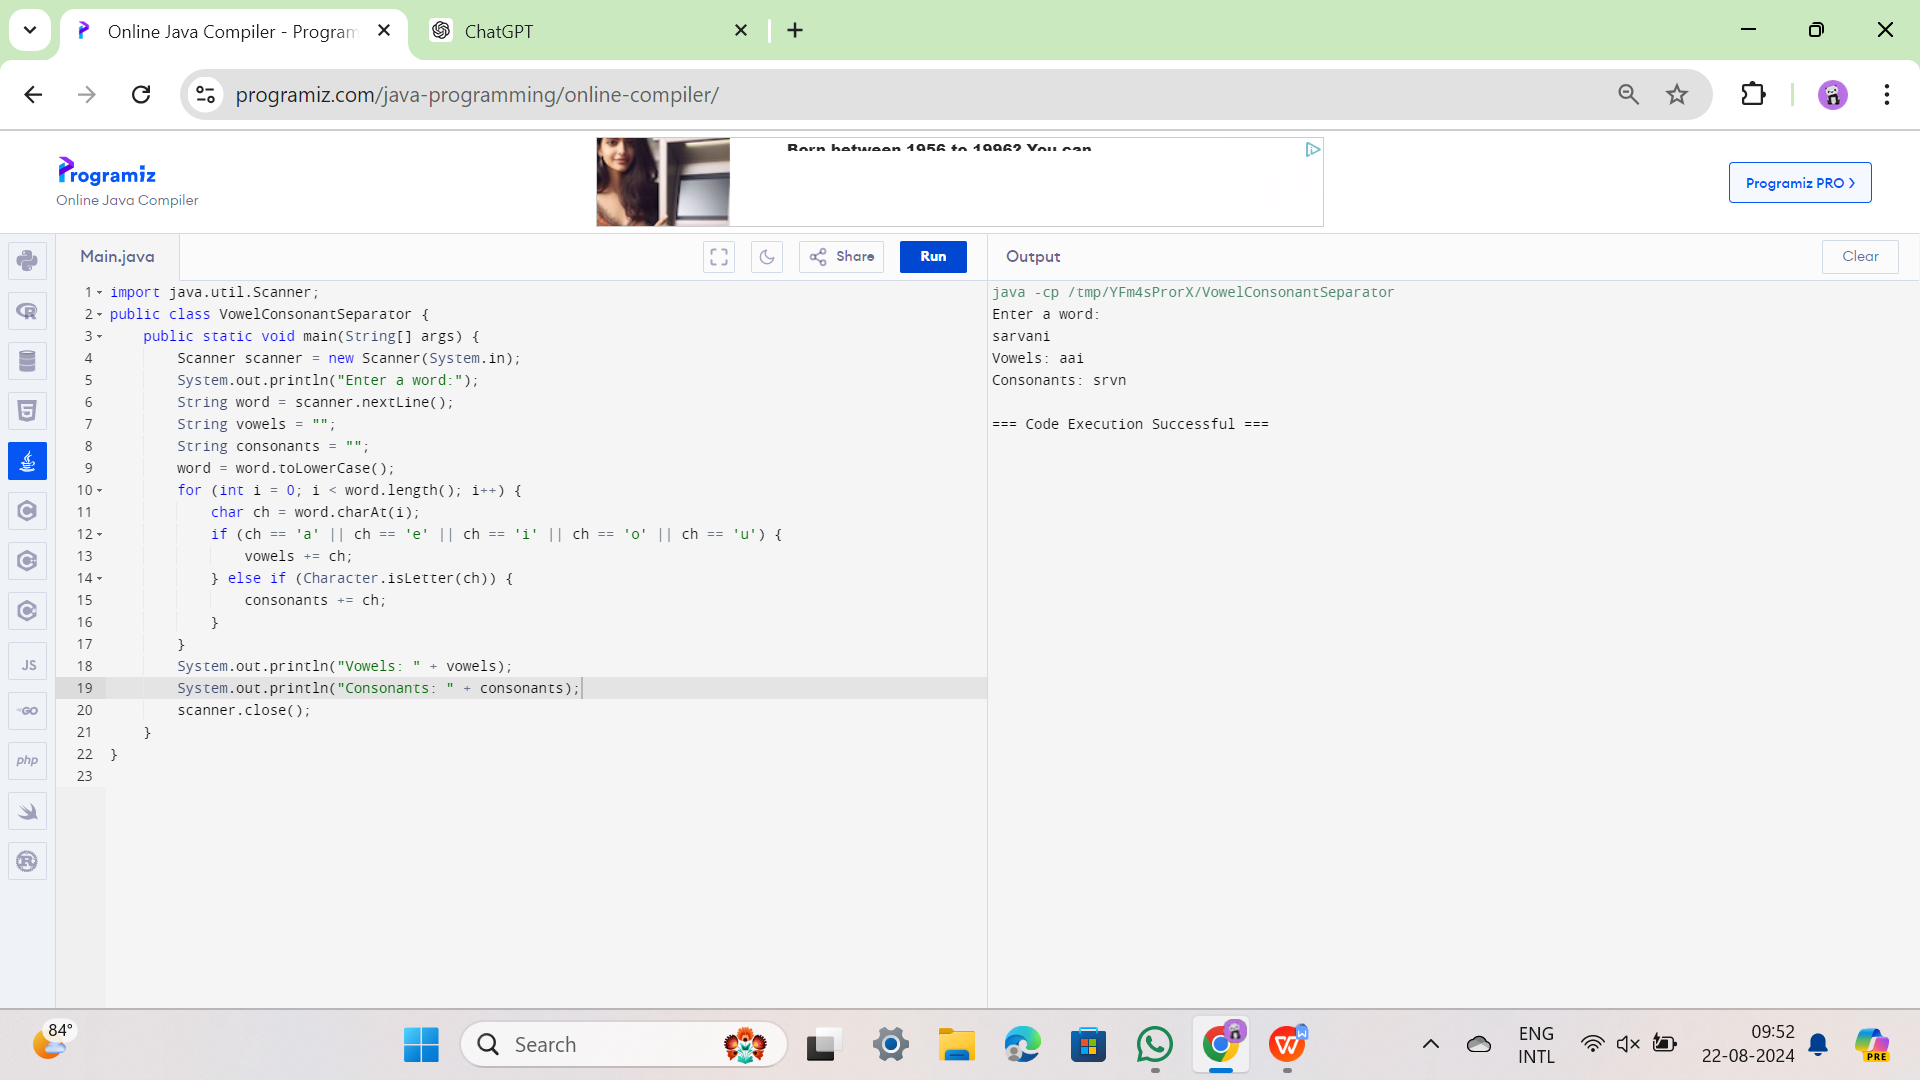 Online Java Compiler - Program
ChatGPT
programiz.com/java-programming/online-compiler/
Programiz
Online Java Compiler
Born between 1956 to 1996? You can
Programiz PRO
Main.java
Share
Run
Output
Clear
1 import java.util.Scanner;
2 public class VowelConsonantSeparator {
3     public static void main(String[] args) {
4         Scanner scanner = new Scanner(System.in);
5         System.out.println("Enter a word:");
6         String word = scanner.nextLine();
7         String vowels = "";
8         String consonants = "";
9         word = word.toLowerCase();
10         for (int i = 0; i < word.length(); i++) {
11             char ch = word.charAt(i);
12             if (ch == 'a' || ch == 'e' || ch == 'i' || ch == 'o' || ch == 'u') {
13                 vowels += ch;
14             } else if (Character.isLetter(ch)) {
15                 consonants += ch;
16             }
17         }
18         System.out.println("Vowels: " + vowels);
19         System.out.println("Consonants: " + consonants);
20         scanner.close();
21     }
22 }
23
java -cp /tmp/YFm4sProrX/VowelConsonantSeparator
Enter a word:
sarvani
Vowels: aai
Consonants: srvn
=== Code Execution Successful ===
JS
GO
php
84°
Search
ENG
INTL
09:52
22-08-2024
PRE